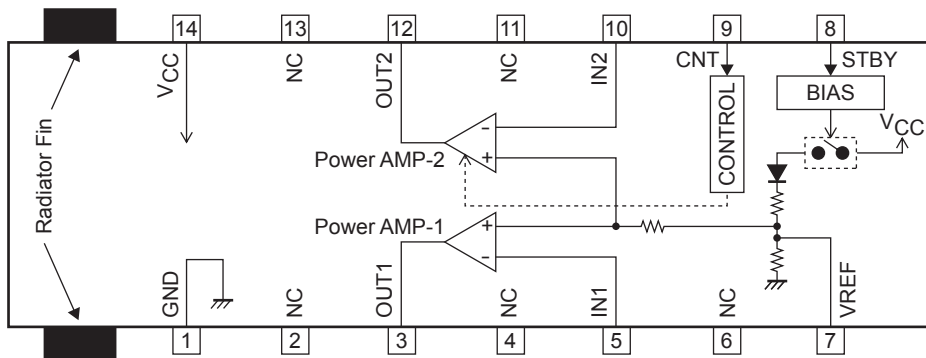 14
13
12
11
10
9
8
VCC
NC
OUT2
NC
IN2
CNT
STBY
BIAS
VCC
CONTROL
Radiator Fin
Power AMP-2
-
+
Power AMP-1
+
-
GND
NC
OUT1
NC
IN1
NC
VREF
1
2
3
4
5
6
7